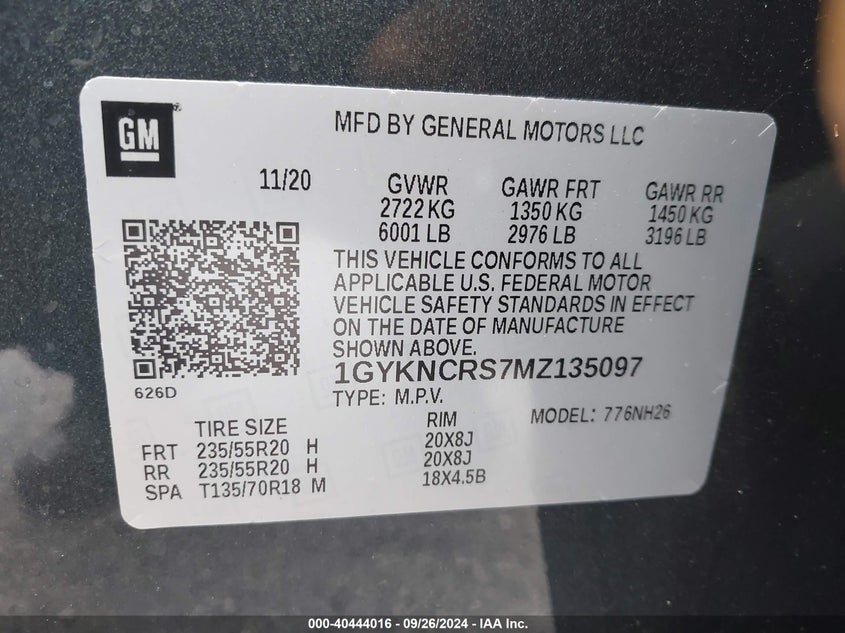 GM
MFD BY GENERAL MOTORS LLC
11/20
GVWR
2722 KG
6001 LB
GAWR FRT
1350 KG
2976 LB
GAWR RR
1450 KG
3196 LB
THIS VEHICLE CONFORMS TO ALL
APPLICABLE U.S. FEDERAL MOTOR
VEHICLE SAFETY STANDARDS IN EFFECT
ON THE DATE OF MANUFACTURE
SHOWN ABOVE.
626D
1GYKNCRS7MZ135097
TYPE: M.P.V.
MODEL: 776NH26
TIRE SIZE
RIM
FRT 235/55R20 H 20X8J
RR 235/55R20 H 20X8J
SPA T135/70R18 M 18X4.5B
000-40444016 - 09/26/2024 - IAA Inc.